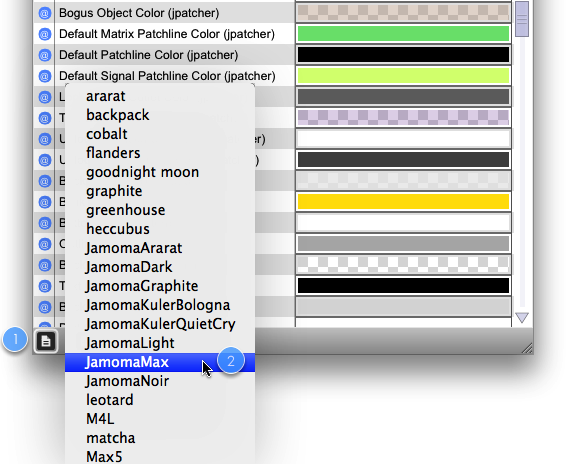 @ Bogus Object Color (jpatcher)
@ Default Matrix Patchline Color (jpatcher)
@ Default Patchline Color (jpatcher)
@ Default Signal Patchline Color (jpatcher)
@ L
ararat
@ T
backpack
@ U er)
cobalt
@ U )
flanders
@ B
goodnight moon
@ B
graphite
@ B
greenhouse
@ C
heccubus
@ B
JamomaArarat
JamomaDark
@ T
JamomaGraphite
@ B
JamomaKulerBologna
JamomaKulerQuietCry
1
JamomaLight
JamomaMax 2
JamomaNoir
leotard
M4L
matcha
Max5